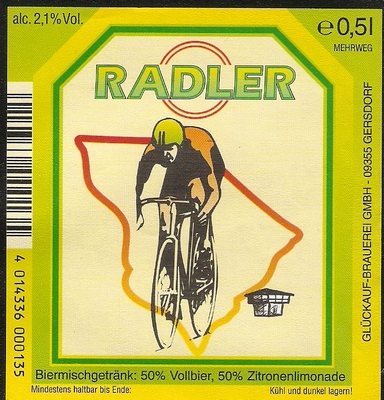 alc. 2,1% Vol.
℮ 0,5l
MEHRWEG
RADLER
GLÜCKAUF-BRAUEREI GMBH - 09355 GERSDORF
4 014336 000135
Biermischgetränk: 50% Vollbier, 50% Zitronenlimonade
Mindestens haltbar bis Ende:
Kühl und dunkel lagern!